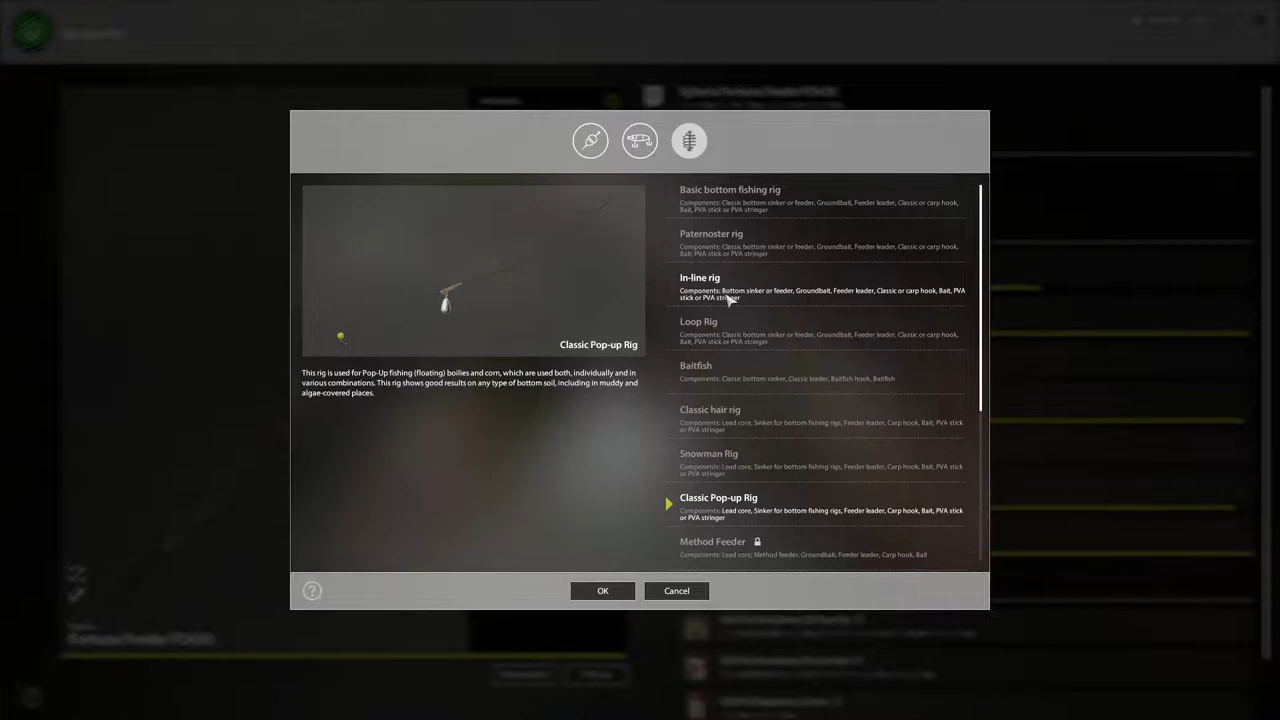 Classic Pop-up Rig
This rig is used for Pop-Up fishing (floating) boilies and corn, which are used both, individually and in
various combinations. This rig shows good results on any type of bottom soil, including in muddy and
algae-covered places.
Basic bottom fishing rig
Components: Classic bottom sinker or feeder, Groundbait, Feeder leader, Classic or carp hook,
Bait, PVA stick or PVA stringer
Paternoster rig
Components: Classic bottom sinker or feeder, Groundbait, Feeder leader, Classic or carp hook,
Bait, PVA stick or PVA stringer
In-line rig
Components: Bottom sinker or feeder, Groundbait, Feeder leader, Classic or carp hook, Bait, PVA
stick or PVA stringer
Loop Rig
Components: Classic bottom sinker or feeder, Groundbait, Feeder leader, Classic or carp hook,
Bait, PVA stick or PVA stringer
Baitfish
Components: Classic bottom sinker, Classic leader, Baitfish hook, Baitfish
Classic hair rig
Components: Lead core, Sinker for bottom fishing rigs, Feeder leader, Carp hook, Bait, PVA stick
or PVA stringer
Snowman Rig
Components: Lead core, Sinker for bottom fishing rigs, Feeder leader, Carp hook, Bait, PVA stick
or PVA stringer
Classic Pop-up Rig
Components: Lead core, Sinker for bottom fishing rigs, Feeder leader, Carp hook, Bait, PVA stick
or PVA stringer
Method Feeder
Components: Lead core, Method feeder, Groundbait, Feeder leader, Carp hook, Bait
?
OK
Cancel